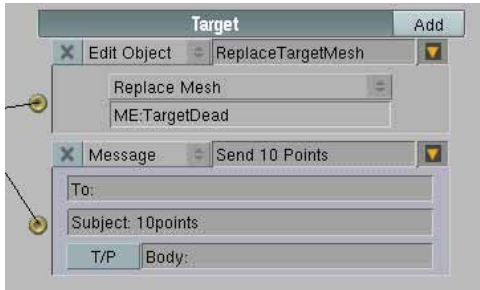 Target Add
Edit Object ReplaceTargetMesh
Replace Mesh
ME:TargetDead
Message Send 10 Points
To:
Subject: 10points
T/P Body: